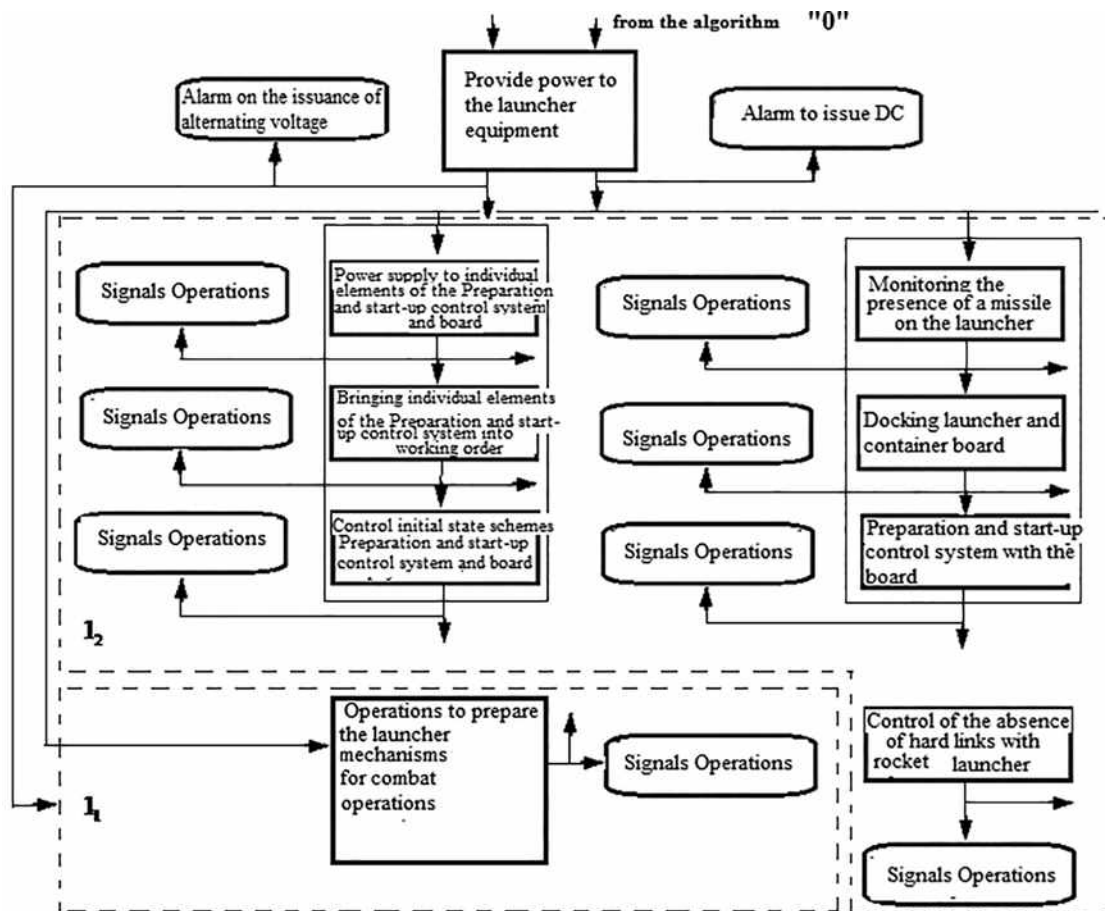 from the algorithm "0"
Provide power to
the launcher
equipment
Alarm on the issuance of
alternating voltage
Alarm to issue DC
Signals Operations
Power supply to individual
elements of the Preparation
and start-up control system
and board
Signals Operations
Monitoring the
presence of a missile
on the launcher
Signals Operations
Bringing individual elements
of the Preparation and start-
up control system into
working order
Signals Operations
Docking launcher and
container board
Signals Operations
Control initial state schemes
Preparation and start-up
control system and board
Signals Operations
Preparation and start-up
control system with the
board
1₂
Operations to prepare
the launcher
mechanisms
for combat
operations
Signals Operations
Control of the absence
of hard links with
rocket launcher
1₁
Signals Operations